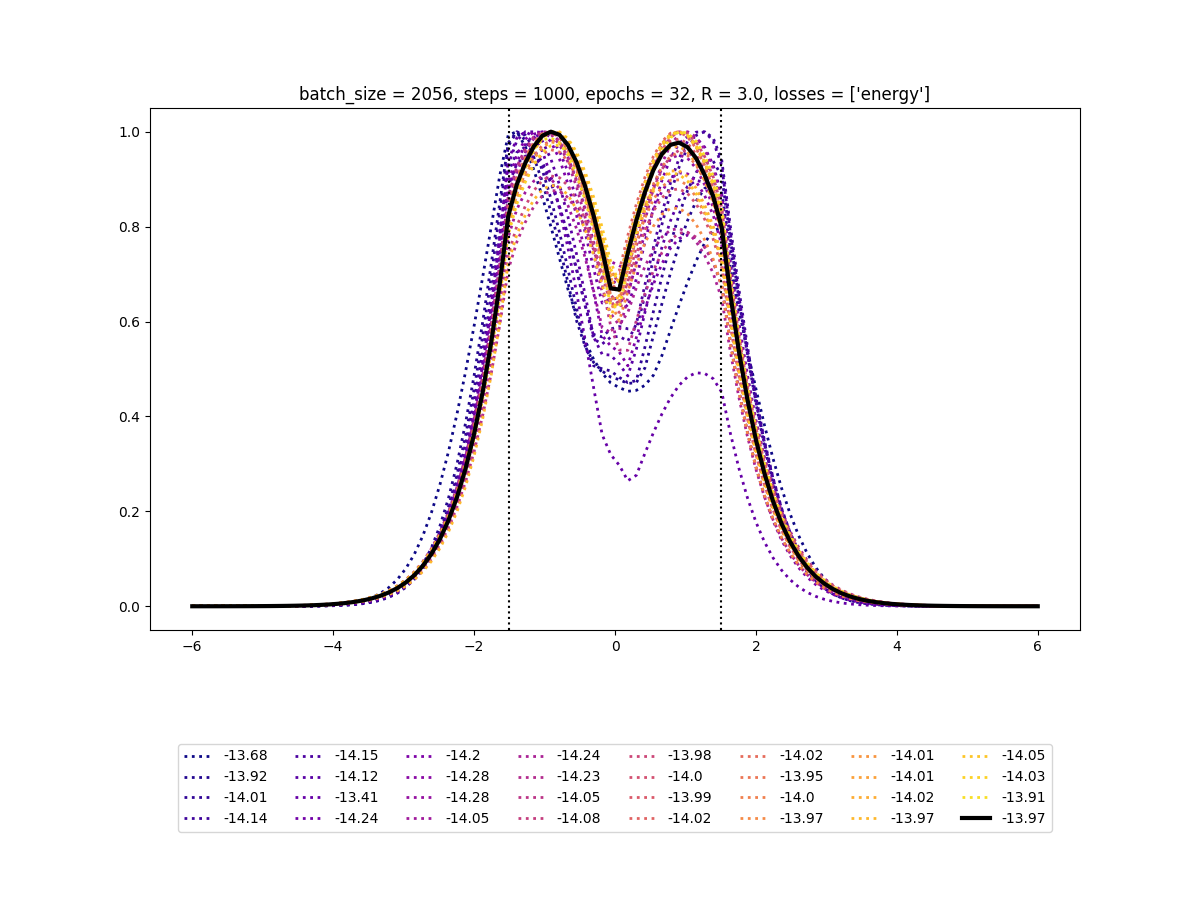 batch_size = 2056, steps = 1000, epochs = 32, R = 3.0, losses = ['energy']
1.0
0.8
0.6
0.4
0.2
0.0
−6 −4 −2 0 2 4 6
-13.68 -14.15 -14.2 -14.24 -13.98 -14.02 -14.01 -14.05
-13.92 -14.12 -14.28 -14.23 -14.0 -13.95 -14.01 -14.03
-14.01 -13.41 -14.28 -14.05 -13.99 -14.0 -14.02 -13.91
-14.14 -14.24 -14.05 -14.08 -14.02 -13.97 -13.97 -13.97